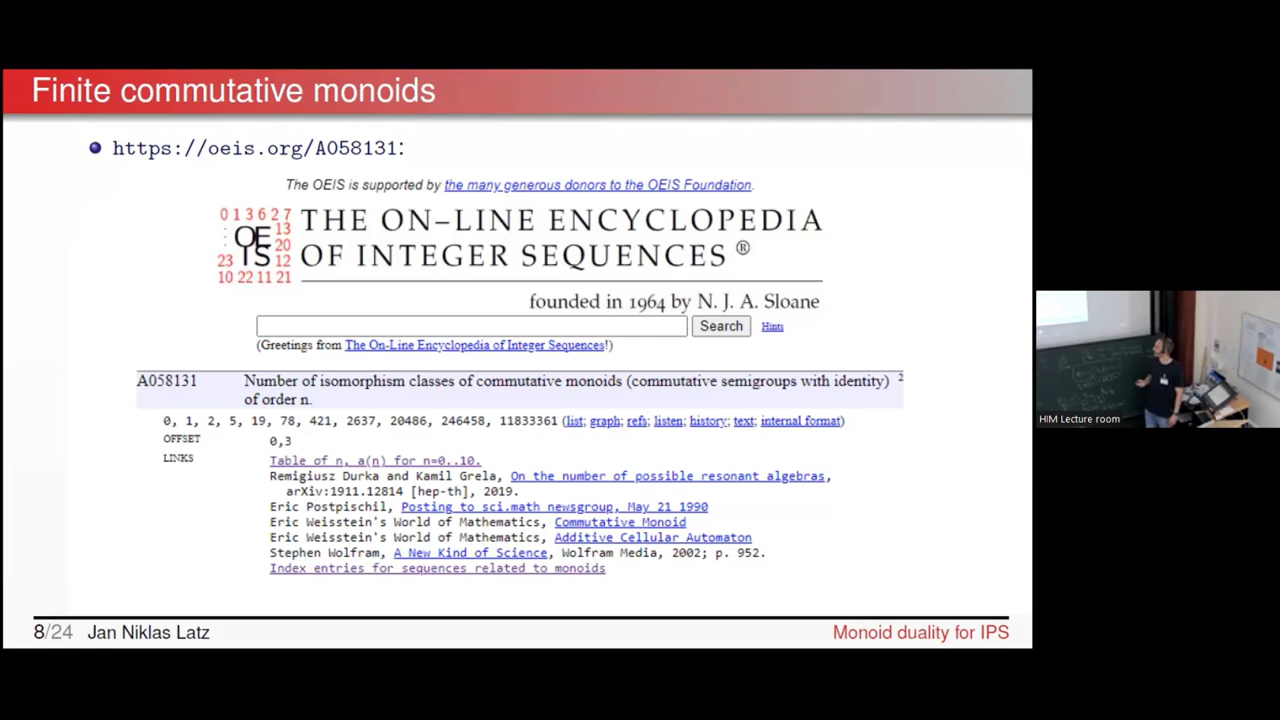 Finite commutative monoids
https://oeis.org/A058131:
The OEIS is supported by the many generous donors to the OEIS Foundation.
0 1 3 6 2 7
: OE 13
20
23 IS 12
10 22 11 21
THE ON–LINE ENCYCLOPEDIA
OF INTEGER SEQUENCES ®
founded in 1964 by N. J. A. Sloane
Search Hints
(Greetings from The On-Line Encyclopedia of Integer Sequences!)
A058131 Number of isomorphism classes of commutative monoids (commutative semigroups with identity) 2
of order n.
0, 1, 2, 5, 19, 78, 421, 2637, 20486, 246458, 11833361 (list; graph; refs; listen; history; text; internal format)
OFFSET 0,3
LINKS Table of n, a(n) for n=0..10.
Remigiusz Durka and Kamil Grela, On the number of possible resonant algebras,
arXiv:1911.12814 [hep-th], 2019.
Eric Postpischil, Posting to sci.math newsgroup, May 21 1990
Eric Weisstein's World of Mathematics, Commutative Monoid
Eric Weisstein's World of Mathematics, Additive Cellular Automaton
Stephen Wolfram, A New Kind of Science, Wolfram Media, 2002; p. 952.
Index entries for sequences related to monoids
8/24 Jan Niklas Latz Monoid duality for IPS
HIM Lecture room